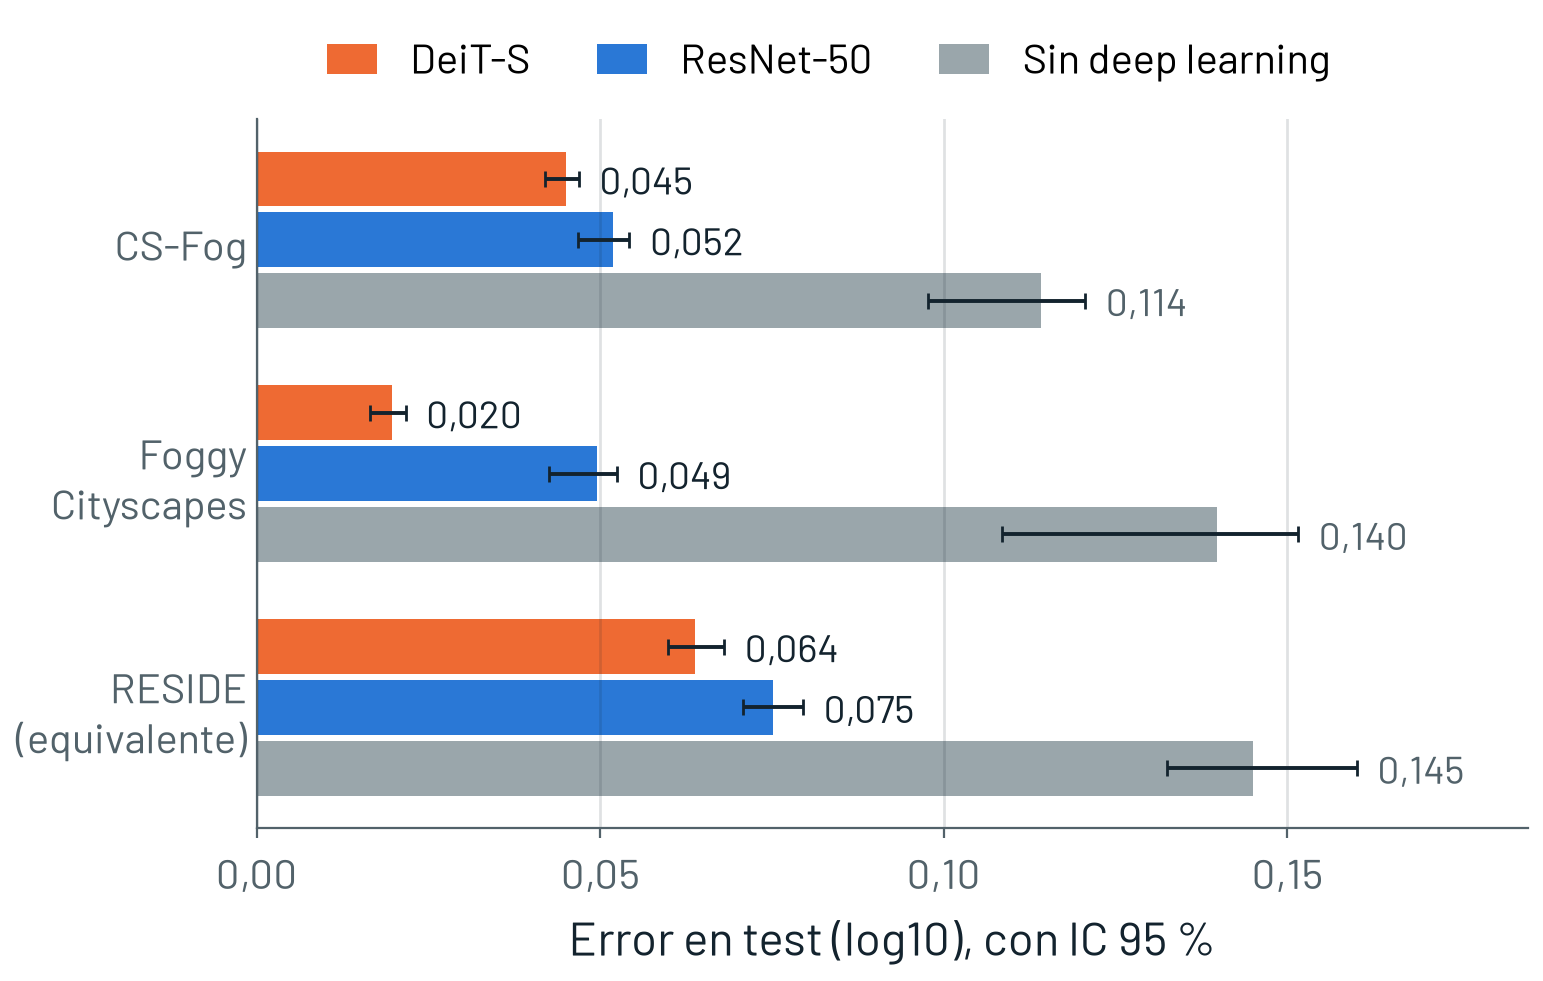 DeiT-S ResNet-50 Sin deep learning
0,045
CS-Fog
0,052
0,114
0,020
Foggy
Cityscapes
0,049
0,140
0,064
RESIDE
(equivalente)
0,075
0,145
0,00 0,05 0,10 0,15
Error en test (log10), con IC 95 %